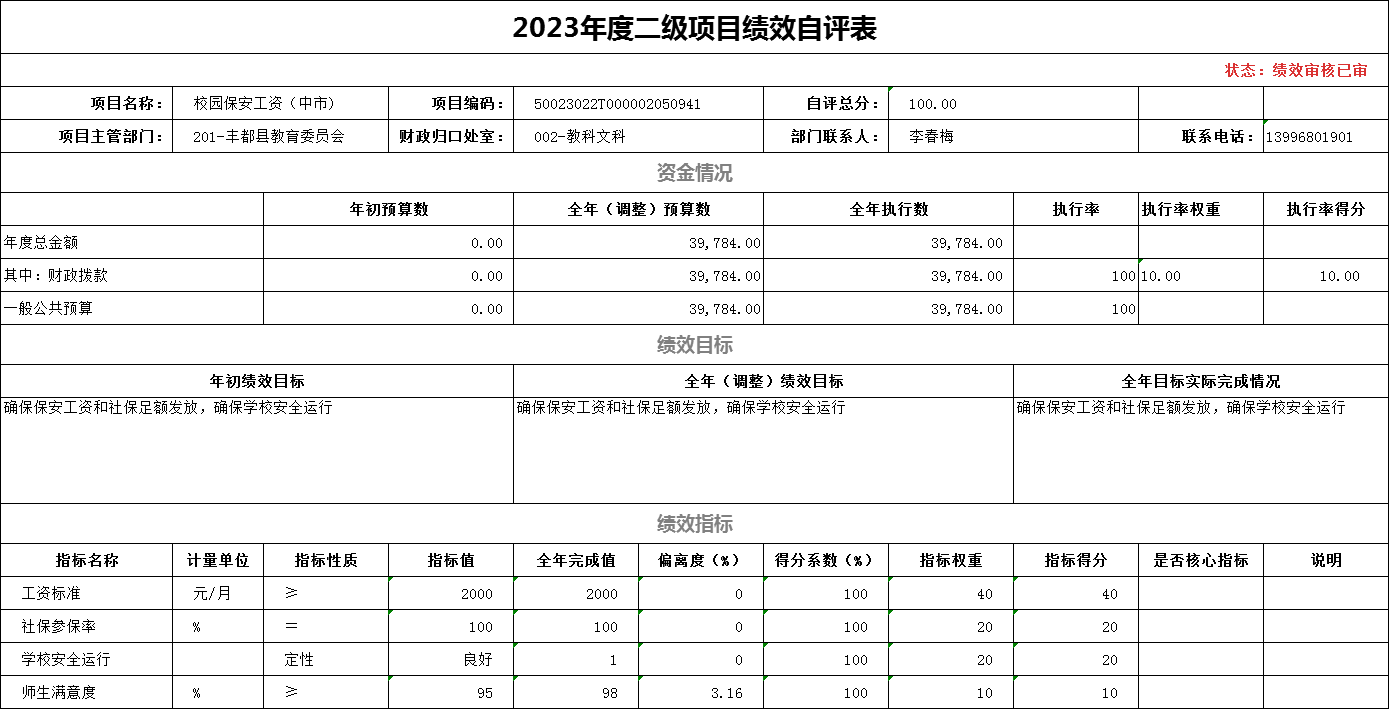 2023年度二级项目绩效自评表
状态：绩效审核已审
项目名称： 校园保安工资（中市） 项目编码： 50023022T000002050941 自评总分： 100.00
项目主管部门： 201-丰都县教育委员会 财政归口处室： 002-教科文科 部门联系人： 李春梅 联系电话： 13996801901
资金情况
年初预算数 全年（调整）预算数 全年执行数 执行率 执行率权重 执行率得分
年度总金额 0.00 39,784.00 39,784.00
其中：财政拨款 0.00 39,784.00 39,784.00 100 10.00 10.00
一般公共预算 0.00 39,784.00 39,784.00 100
绩效目标
年初绩效目标 全年（调整）绩效目标 全年目标实际完成情况
确保保安工资和社保足额发放，确保学校安全运行 确保保安工资和社保足额发放，确保学校安全运行 确保保安工资和社保足额发放，确保学校安全运行
绩效指标
指标名称 计量单位 指标性质 指标值 全年完成值 偏离度（%） 得分系数（%） 指标权重 指标得分 是否核心指标 说明
工资标准 元/月 ≥ 2000 2000 0 100 40 40
社保参保率 % ＝ 100 100 0 100 20 20
学校安全运行 定性 良好 1 0 100 20 20
师生满意度 % ≥ 95 98 3.16 100 10 10